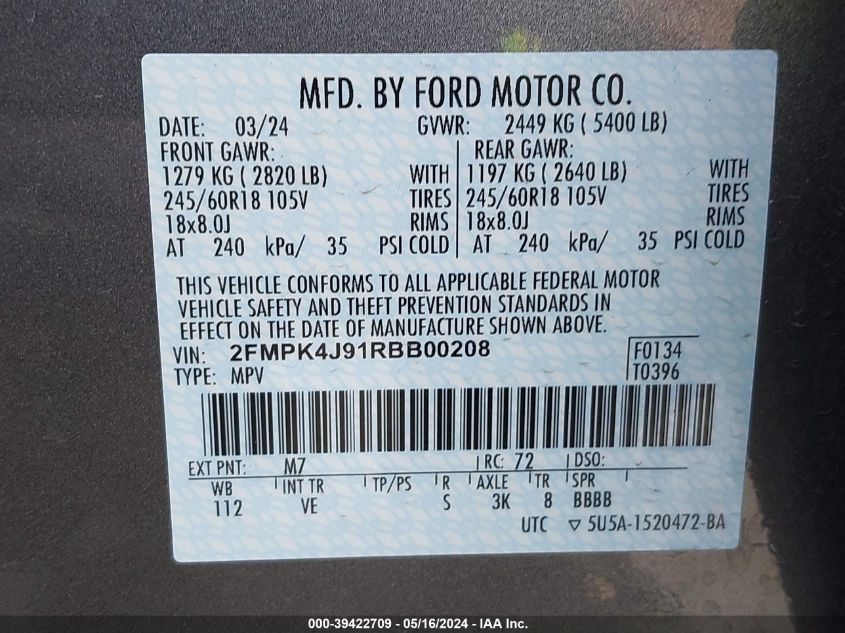 MFD. BY FORD MOTOR CO.
DATE: 03/24 GVWR: 2449 KG ( 5400 LB)
FRONT GAWR: REAR GAWR:
1279 KG ( 2820 LB) WITH 1197 KG ( 2640 LB) WITH
245/60R18 105V TIRES 245/60R18 105V TIRES
18x8.0J RIMS 18x8.0J RIMS
AT 240 kPa/ 35 PSI COLD AT 240 kPa/ 35 PSI COLD
THIS VEHICLE CONFORMS TO ALL APPLICABLE FEDERAL MOTOR
VEHICLE SAFETY AND THEFT PREVENTION STANDARDS IN
EFFECT ON THE DATE OF MANUFACTURE SHOWN ABOVE.
VIN: 2FMPK4J91RBB00208 F0134
TYPE: MPV T0396
EXT PNT: M7 RC: 72 DSO:
WB INT TR TP/PS R AXLE TR SPR
112 VE S 3K 8 BBBB
UTC ▽ 5U5A-1520472-BA
000-39422709 - 05/16/2024 - IAA Inc.